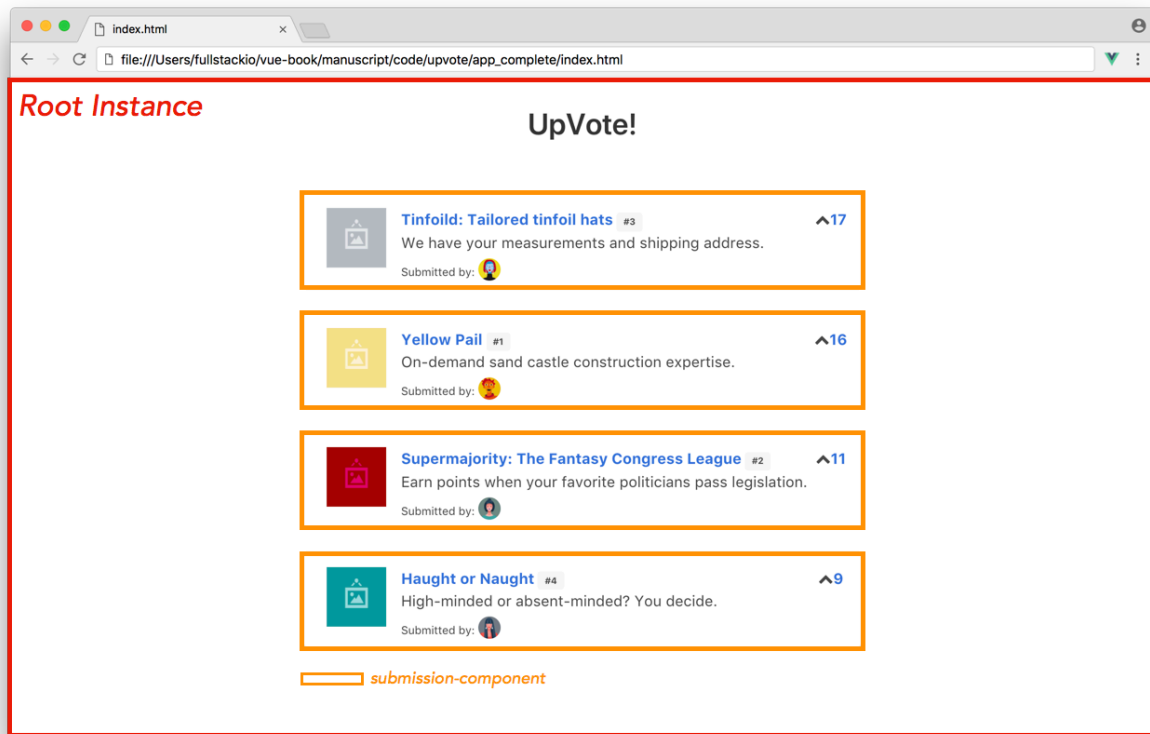 index.html
file:///Users/fullstackio/vue-book/manuscript/code/upvote/app_complete/index.html
Root Instance
UpVote!
Tinfoild: Tailored tinfoil hats #3 17
We have your measurements and shipping address.
Submitted by:
Yellow Pail #1 16
On-demand sand castle construction expertise.
Submitted by:
Supermajority: The Fantasy Congress League #2 11
Earn points when your favorite politicians pass legislation.
Submitted by:
Haught or Naught #4 9
High-minded or absent-minded? You decide.
Submitted by:
submission-component